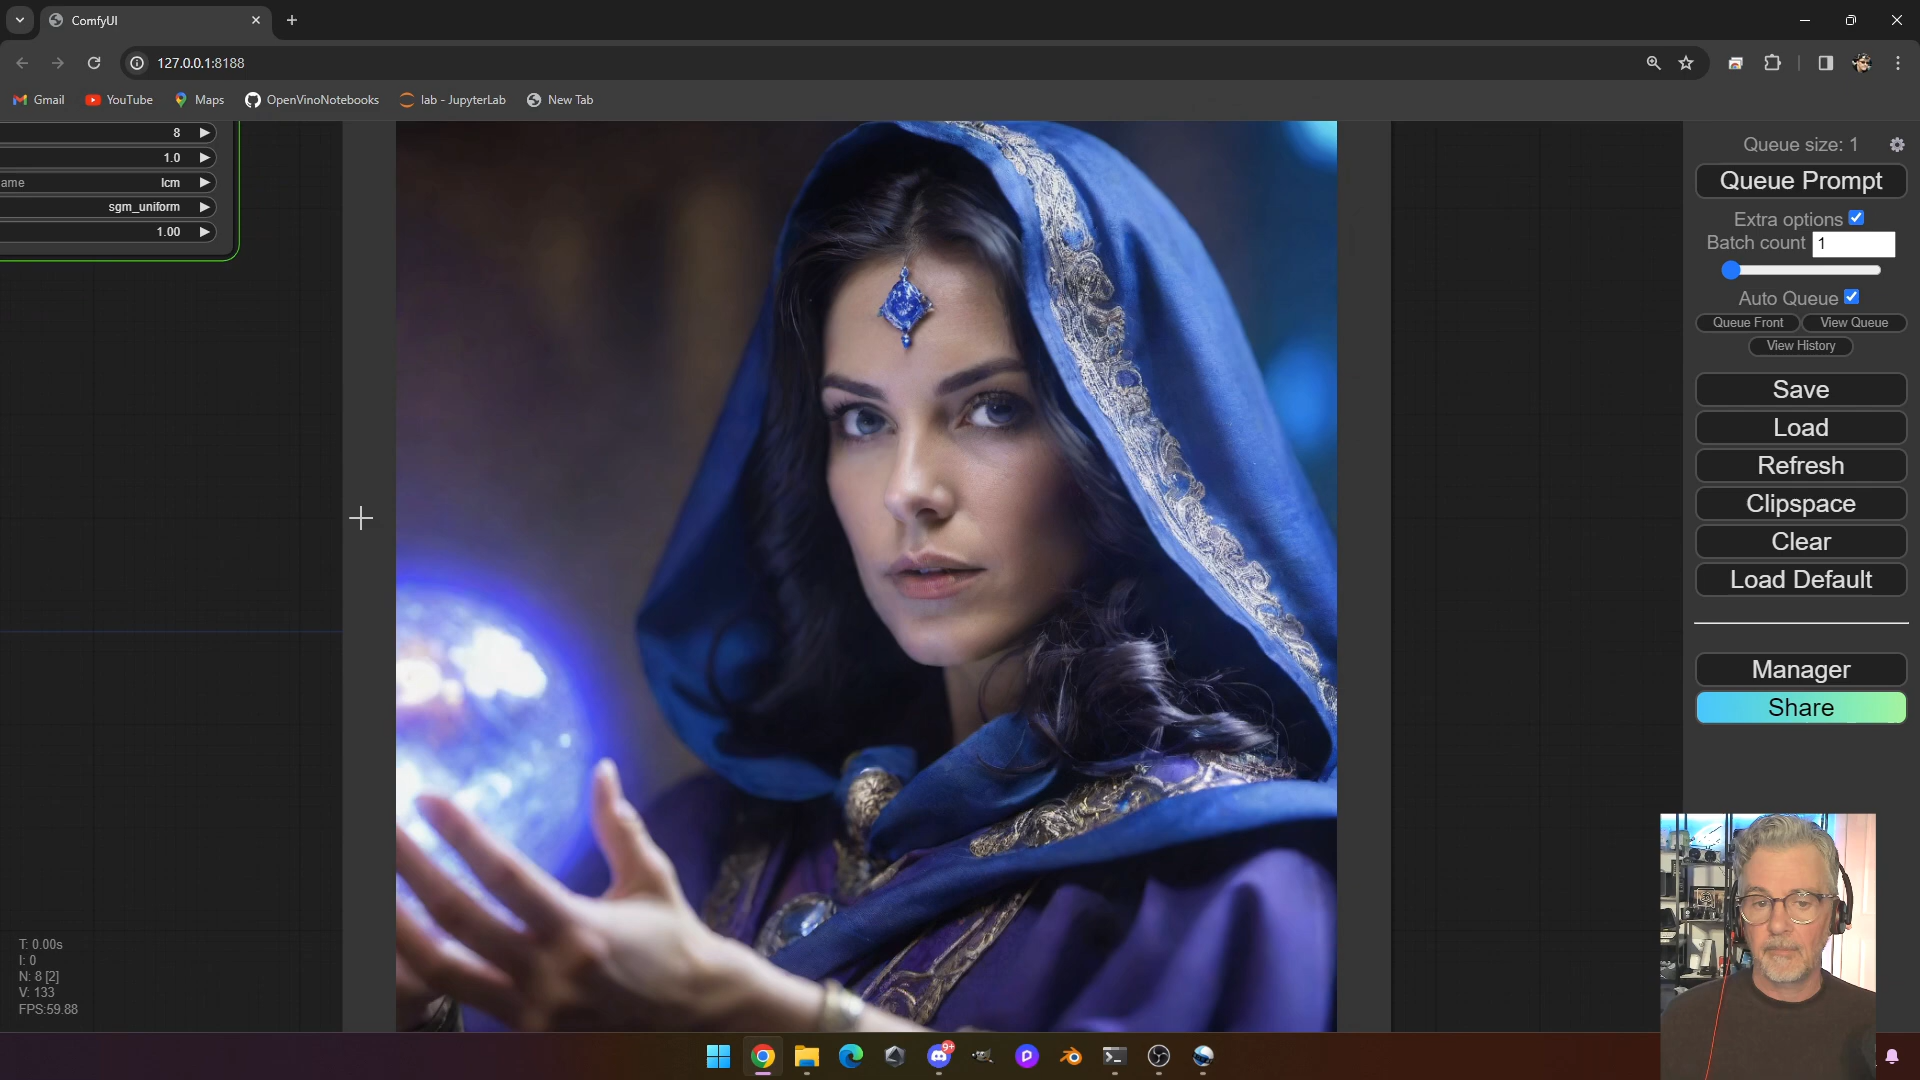 ComfyUI
127.0.0.1:8188
Gmail
YouTube
Maps
OpenVinoNotebooks
lab - JupyterLab
New Tab
8
1.0
ame
lcm
sgm_uniform
1.00
Queue size: 1
Queue Prompt
Extra options
Batch count 1
Auto Queue
Queue Front
View Queue
View History
Save
Load
Refresh
Clipspace
Clear
Load Default
Manager
Share
T: 0.00s
I: 0
N: 8 [2]
V: 133
FPS:59.88
9+